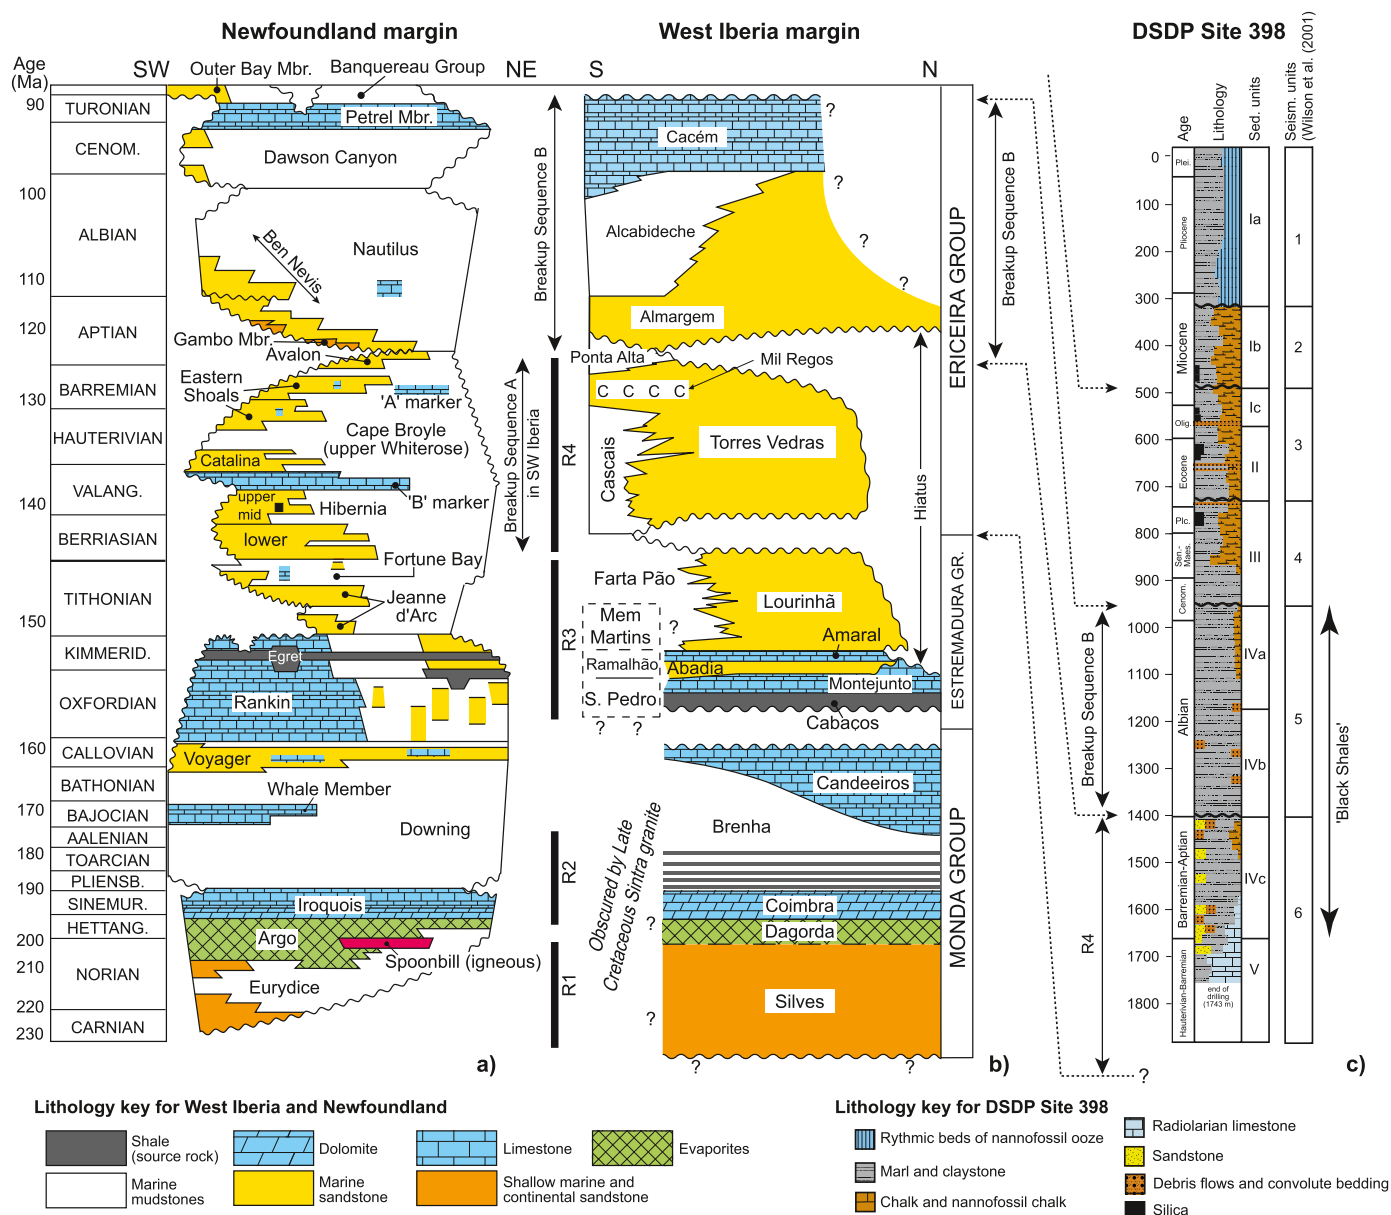 Newfoundland margin
West Iberia margin
DSDP Site 398
Age
(Ma)
SW
Outer Bay Mbr.
Banquereau Group
NE
S
N
90
100
110
120
130
140
150
160
170
180
190
200
210
220
230
TURONIAN
CENOM.
ALBIAN
APTIAN
BARREMIAN
HAUTERIVIAN
VALANG.
BERRIASIAN
TITHONIAN
KIMMERID.
OXFORDIAN
CALLOVIAN
BATHONIAN
BAJOCIAN
AALENIAN
TOARCIAN
PLIENSB.
SINEMUR.
HETTANG.
NORIAN
CARNIAN
Petrel Mbr.
Dawson Canyon
Ben Nevis
Nautilus
Gambo Mbr.
Avalon
Eastern
Shoals
'A' marker
Cape Broyle
(upper Whiterose)
Catalina
'B' marker
upper
mid
Hibernia
lower
Fortune Bay
Jeanne
d'Arc
Egret
Rankin
Voyager
Whale Member
Downing
Iroquois
Argo
Spoonbill (igneous)
Eurydice
a)
Breakup Sequence B
Breakup Sequence A
in SW Iberia
R4
R3
R2
R1
Cacém
?
?
?
?
Alcabideche
Almargem
Ponta Alta
Mil Regos
C C C C
Torres Vedras
Cascais
Hiatus
Farta Pão
Lourinhã
Mem
Martins
?
Amaral
Ramalhão
Abadia
Montejunto
S. Pedro
Cabaços
? ?
Candeeiros
Brenha
Obscured by Late
Cretaceous Sintra granite
Coimbra
?
Dagorda
Silves
?
? ?
b)
ERICEIRA GROUP
ESTREMADURA GR.
MONDA GROUP
Breakup Sequence B
Breakup Sequence B
R4
?
Age
Lithology
Sed. units
Seism. units
(Wilson et al. (2001)
0
100
200
300
400
500
600
700
800
900
1000
1100
1200
1300
1400
1500
1600
1700
1800
Plei.
Pliocene
Miocene
Olig.
Eocene
Plc.
Sen.-
Maes.
Cenom.
Albian
Barremian-Aptian
Hauterivian-Barremian
end of
drilling
(1743 m)
Ia
Ib
Ic
II
III
IVa
IVb
IVc
V
1
2
3
4
5
6
'Black Shales'
c)
Lithology key for West Iberia and Newfoundland
Shale
(source rock)
Dolomite
Limestone
Evaporites
Marine
mudstones
Marine
sandstone
Shallow marine and
continental sandstone
Lithology key for DSDP Site 398
Rythmic beds of nannofossil ooze
Marl and claystone
Chalk and nannofossil chalk
Radiolarian limestone
Sandstone
Debris flows and convolute bedding
Silica